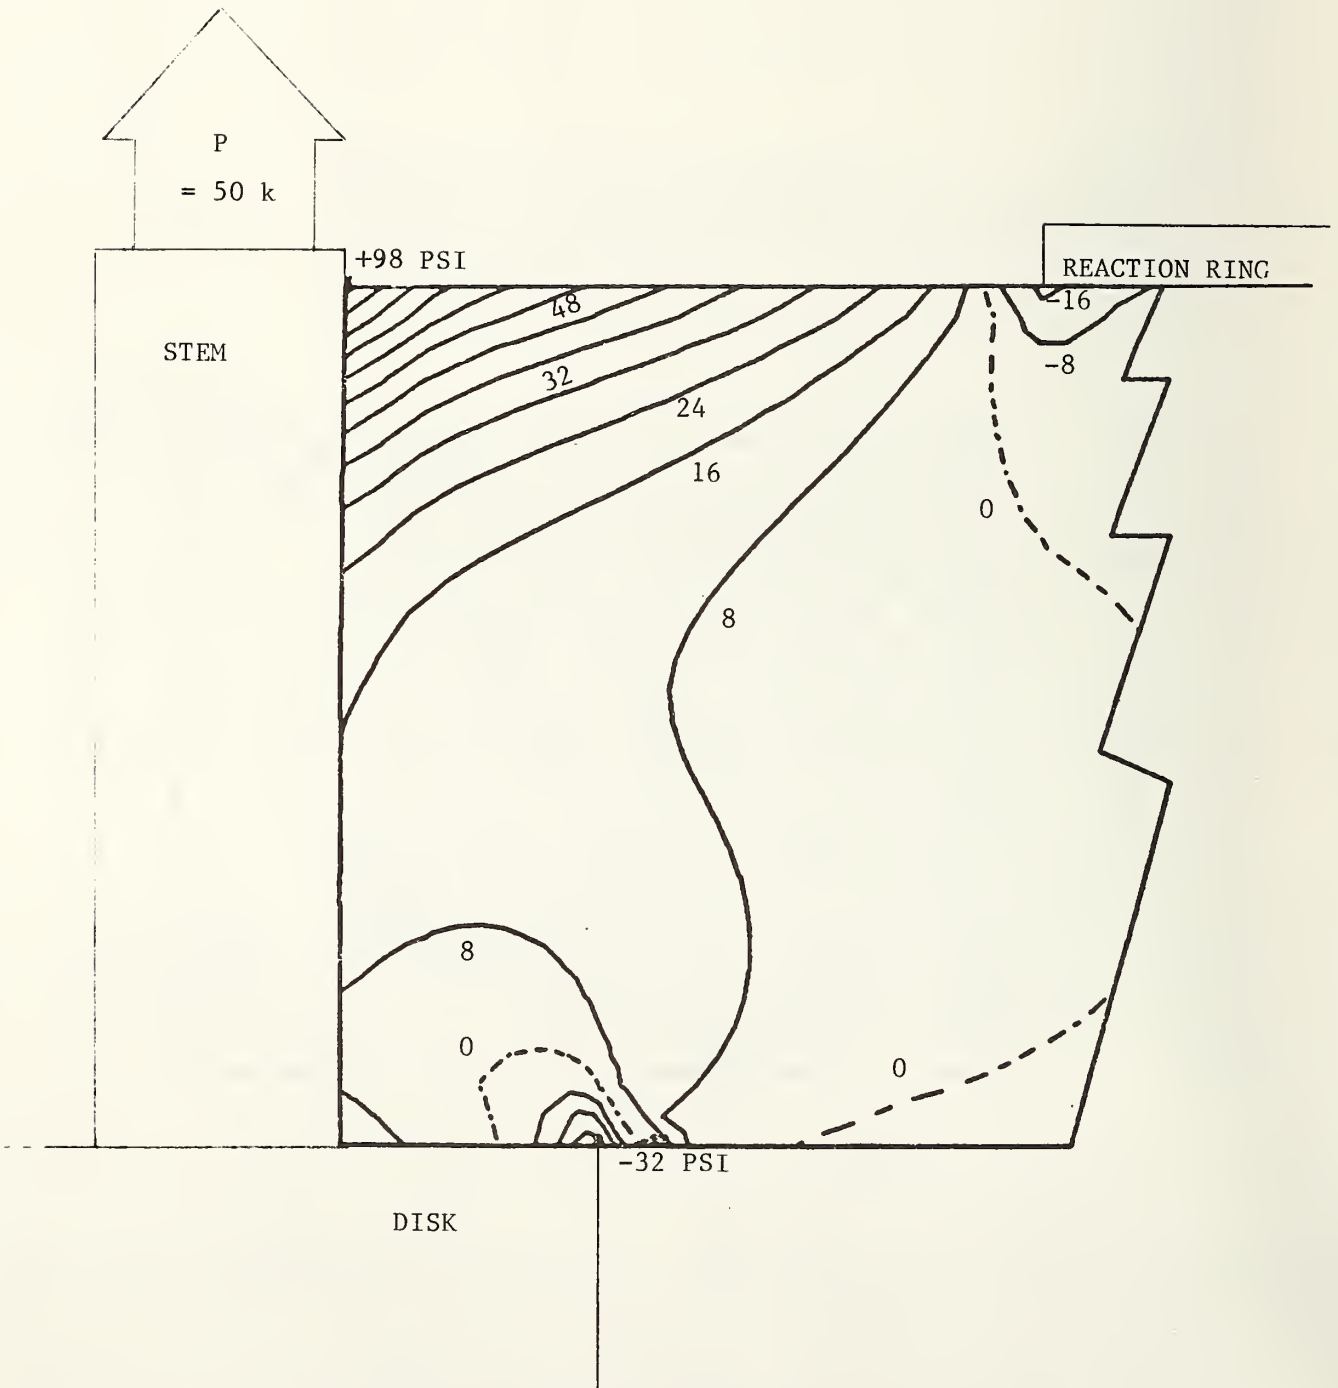 P
= 50 k
+98 PSI
REACTION RING
-16
48
STEM
-8
32
24
16
0
8
8
0
0
-32 PSI
DISK